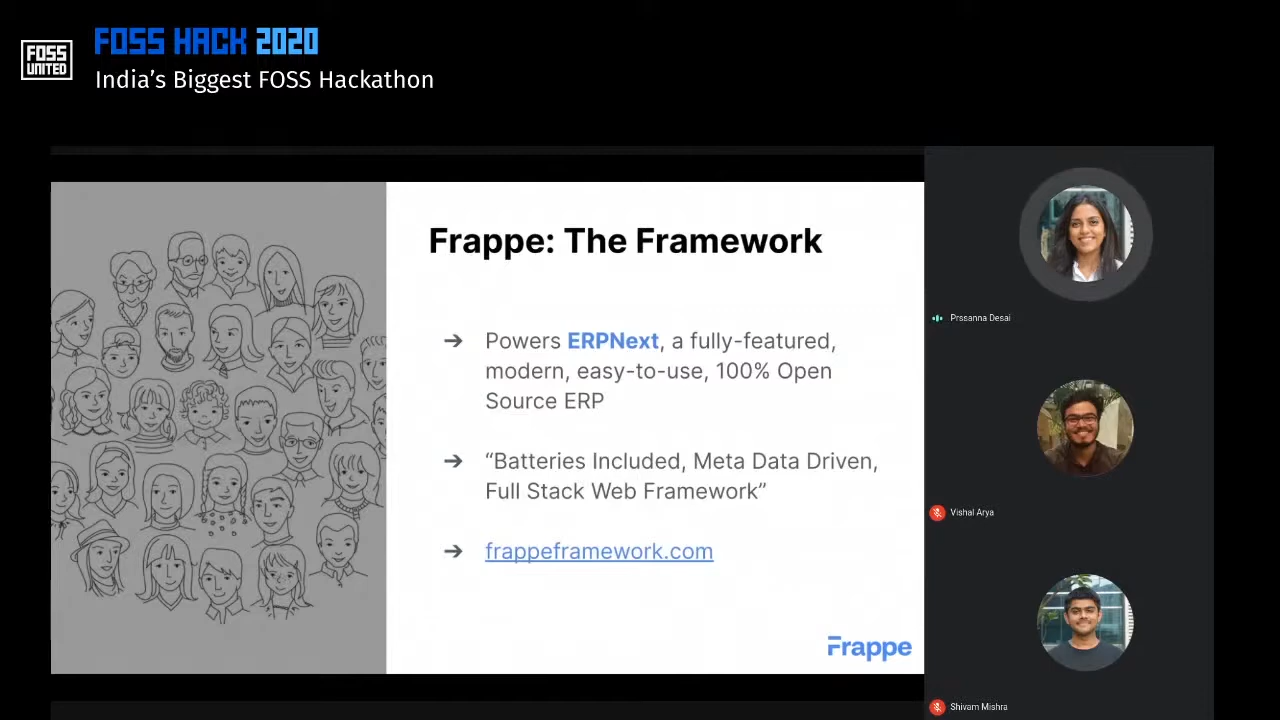 FOSS UNITED
FOSS HACK 2020
India's Biggest FOSS Hackathon
Frappe: The Framework
➔ Powers ERPNext, a fully-featured,
modern, easy-to-use, 100% Open
Source ERP
➔ “Batteries Included, Meta Data Driven,
Full Stack Web Framework”
➔ frappeframework.com
Frappe
Prssanna Desai
Vishal Arya
Shivam Mishra